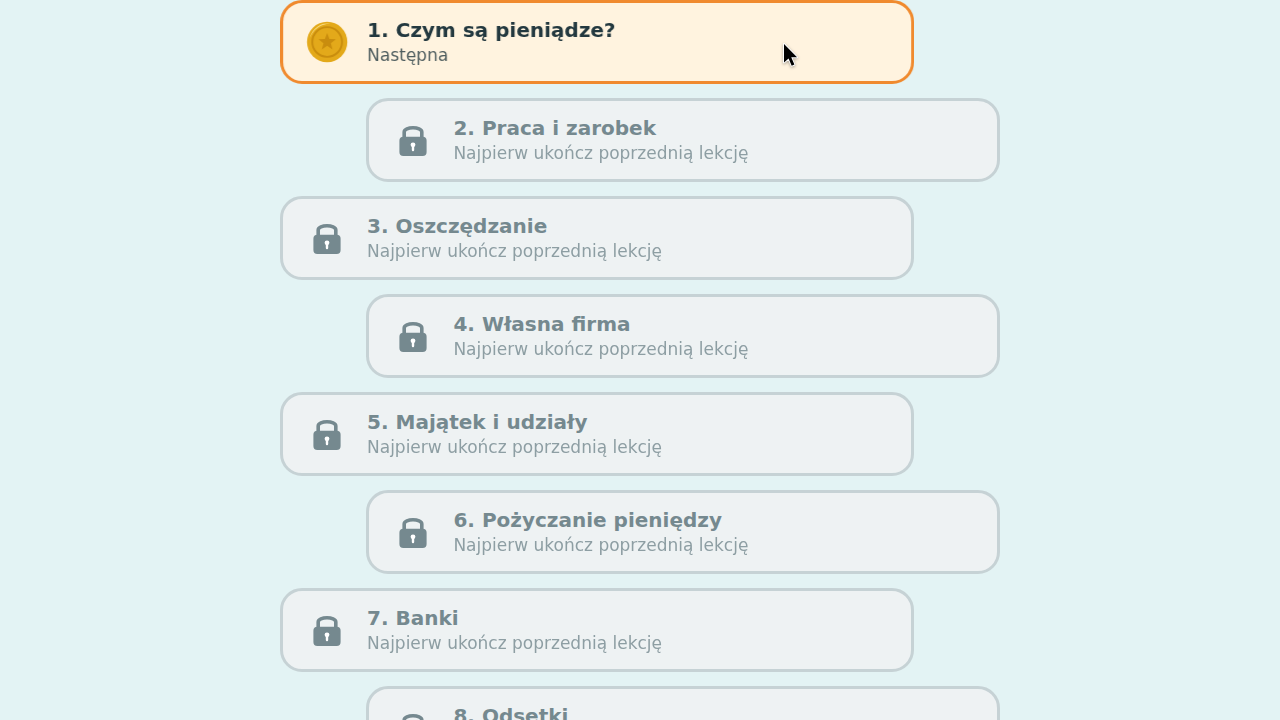 1. Czym są pieniądze?
Następna
2. Praca i zarobek
Najpierw ukończ poprzednią lekcję
3. Oszczędzanie
Najpierw ukończ poprzednią lekcję
4. Własna firma
Najpierw ukończ poprzednią lekcję
5. Majątek i udziały
Najpierw ukończ poprzednią lekcję
6. Pożyczanie pieniędzy
Najpierw ukończ poprzednią lekcję
7. Banki
Najpierw ukończ poprzednią lekcję
8. Odsetki